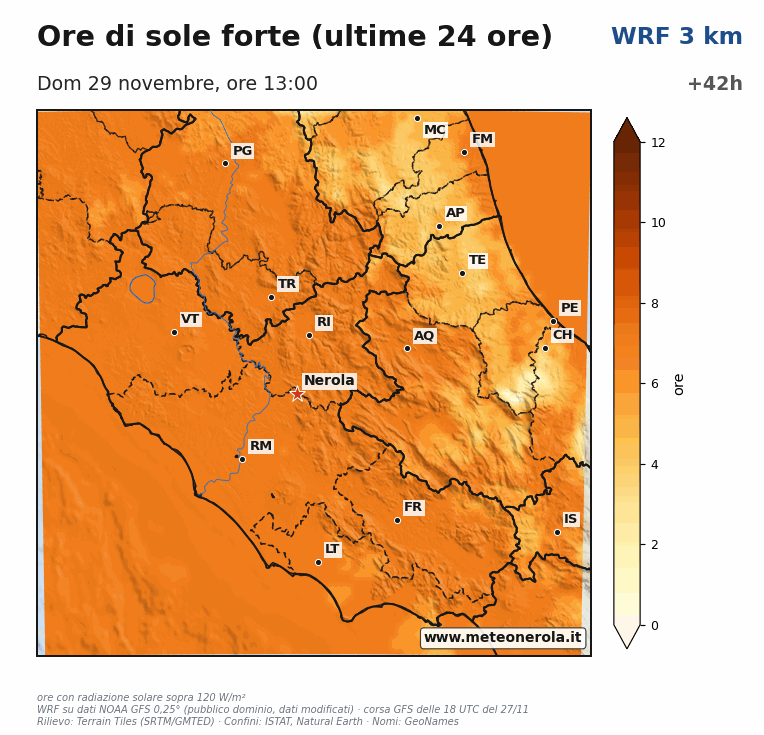 Ore di sole forte (ultime 24 ore)
WRF 3 km
Dom 29 novembre, ore 13:00
+42h
MC
FM
PG
AP
TE
TR
PE
VT
RI
AQ
CH
Nerola
RM
FR
IS
LT
www.meteonerola.it
12
10
8
6
4
2
0
ore
ore con radiazione solare sopra 120 W/m²
WRF su dati NOAA GFS 0,25° (pubblico dominio, dati modificati) · corsa GFS delle 18 UTC del 27/11
Rilievo: Terrain Tiles (SRTM/GMTED) · Confini: ISTAT, Natural Earth · Nomi: GeoNames